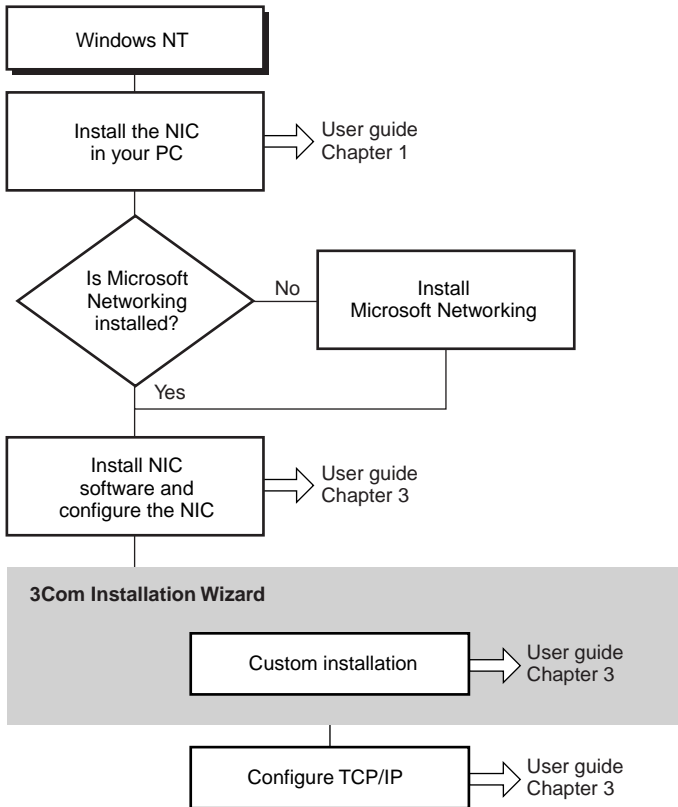 Windows NT
Install the NIC
in your PC
User guide
Chapter 1
Is Microsoft
Networking
installed?
No
Install
Microsoft Networking
Yes
Install NIC
software and
configure the NIC
User guide
Chapter 3
3Com Installation Wizard
Custom installation
User guide
Chapter 3
Configure TCP/IP
User guide
Chapter 3